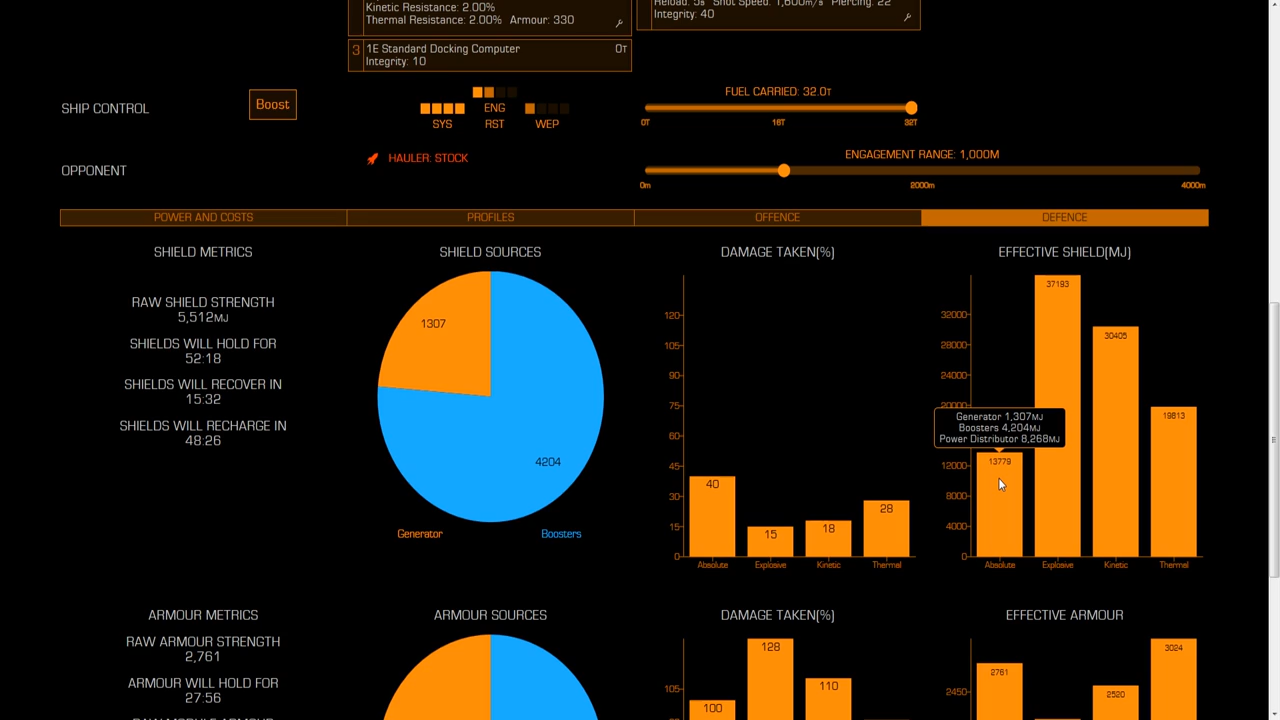 Kinetic Resistance: 2.00%
Thermal Resistance: 2.00% Armour: 330
Reload: 5s Shot Speed: 1,600m/s Piercing: 22
Integrity: 40
3 1E Standard Docking Computer 0T
Integrity: 10
SHIP CONTROL
Boost
SYS
ENG
RST
WEP
FUEL CARRIED: 32.0T
0T 16T 32T
OPPONENT
HAULER: STOCK
ENGAGEMENT RANGE: 1,000M
0m 2000m 4000m
POWER AND COSTS PROFILES OFFENCE DEFENCE
SHIELD METRICS
RAW SHIELD STRENGTH
5,512MJ
SHIELDS WILL HOLD FOR
52:18
SHIELDS WILL RECOVER IN
15:32
SHIELDS WILL RECHARGE IN
48:26
SHIELD SOURCES
1307
4204
Generator Boosters
DAMAGE TAKEN(%)
120
105
90
75
60
45
30
15
0
40 15 18 28
Absolute Explosive Kinetic Thermal
EFFECTIVE SHIELD(MJ)
32000
28000
24000
20000
12000
8000
4000
0
37193
30405
19813
13779
Generator 1,307MJ
Boosters 4,204MJ
Power Distributor 8,268MJ
Absolute Explosive Kinetic Thermal
ARMOUR METRICS
RAW ARMOUR STRENGTH
2,761
ARMOUR WILL HOLD FOR
27:56
ARMOUR SOURCES
DAMAGE TAKEN(%)
105
100 128 110
EFFECTIVE ARMOUR
2450
2761 2520 3024